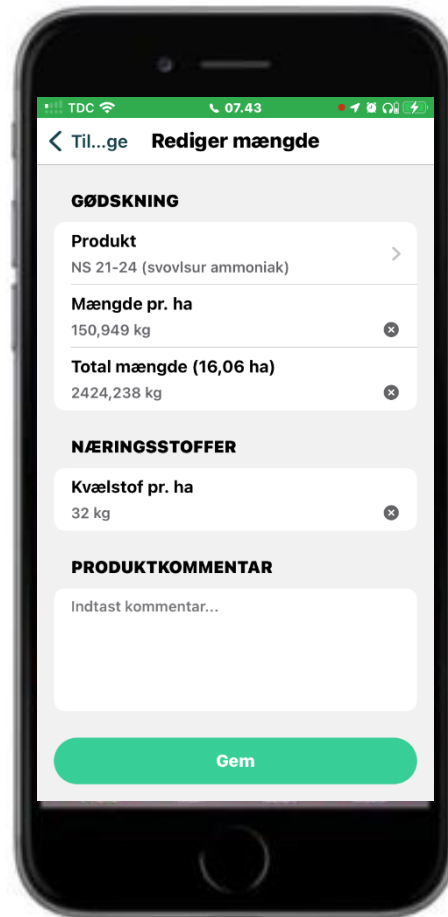 TDC 07.43
Til...ge Rediger mængde
GØDSKNING
Produkt
NS 21-24 (svovlsur ammoniak)
Mængde pr. ha
150,949 kg
Total mængde (16,06 ha)
2424,238 kg
NÆRINGSSTOFFER
Kvælstof pr. ha
32 kg
PRODUKTKOMMENTAR
Indtast kommentar...
Gem